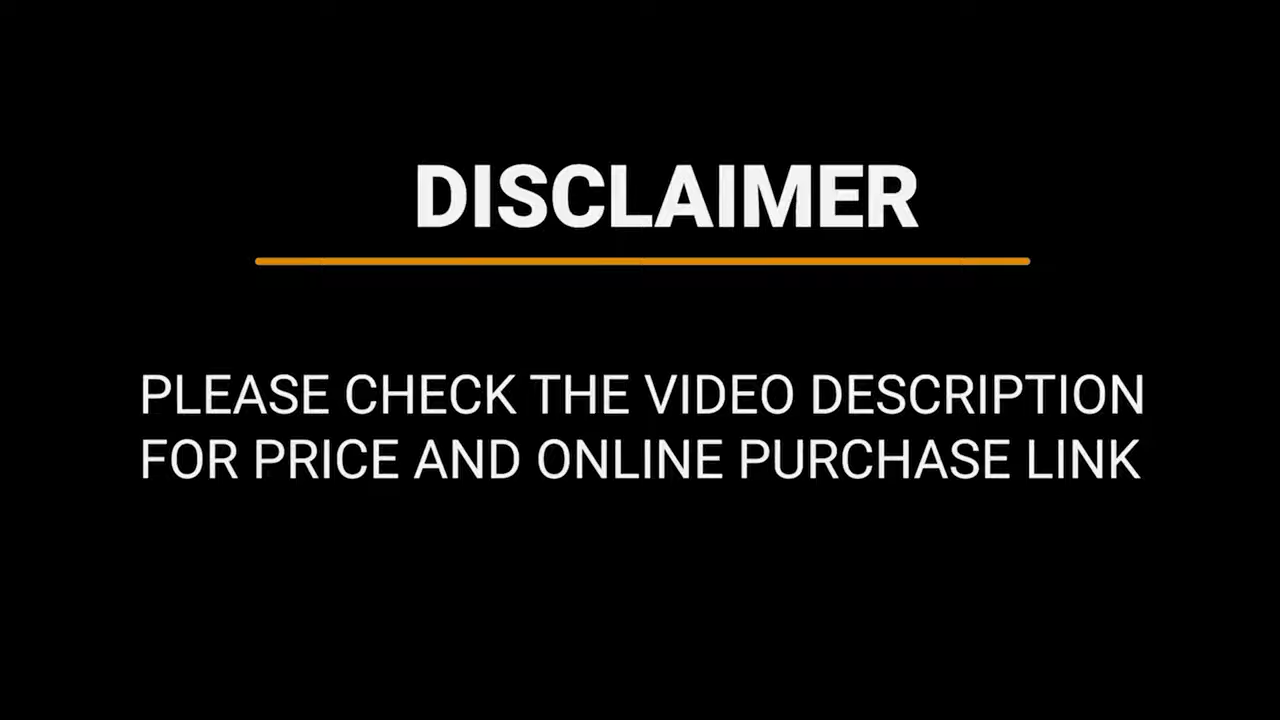 DISCLAIMER
PLEASE CHECK THE VIDEO DESCRIPTION
FOR PRICE AND ONLINE PURCHASE LINK